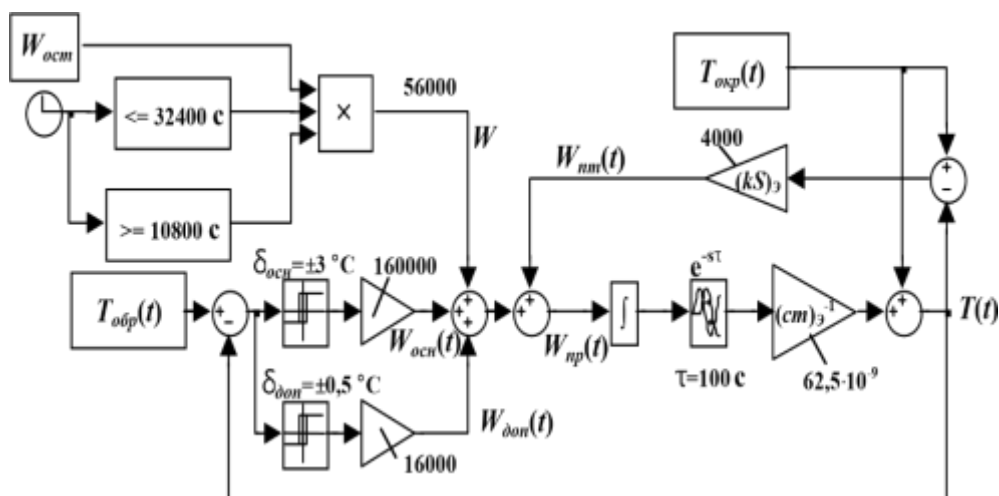 W_ост
56000
T_окр(t)
<= 32400 с
×
W
4000
W_пт(t)
(kS)_Э
+
−
>= 10800 с
δ_осн=±3 °C
160000
e^-sτ
T_обр(t)
+
−
+
+
+
+
+
∫
(cm)_Э^-1
+
+
T(t)
W_осн(t)
W_пр(t)
δ_доп=±0,5 °C
τ=100 с
62,5·10^-9
W_доп(t)
16000